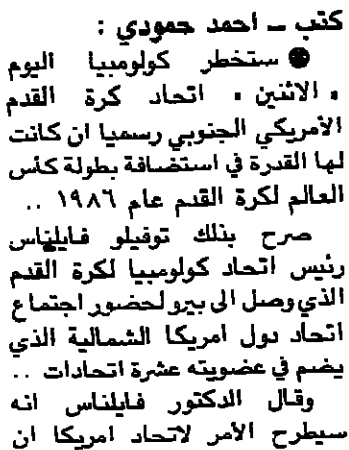 كتب ـ احمد حمودي :
● ستخطر كولومبيا اليوم
« الاثنين » اتحاد كرة القدم
الأمريكي الجنوبي رسميا ان كانت
لها القدرة في استضافة بطولة كأس
العالم لكرة القدم عام ١٩٨٦ ..
صرح بذلك توفيلو فايلناس
رئيس اتحاد كولومبيا لكرة القدم
الذي وصل الى بيرو لحضور اجتماع
اتحاد دول امريكا الشمالية الذي
يضم في عضويته عشرة اتحادات ..
وقال الدكتور فايلناس انه
سيطرح الأمر لاتحاد امريكا ان